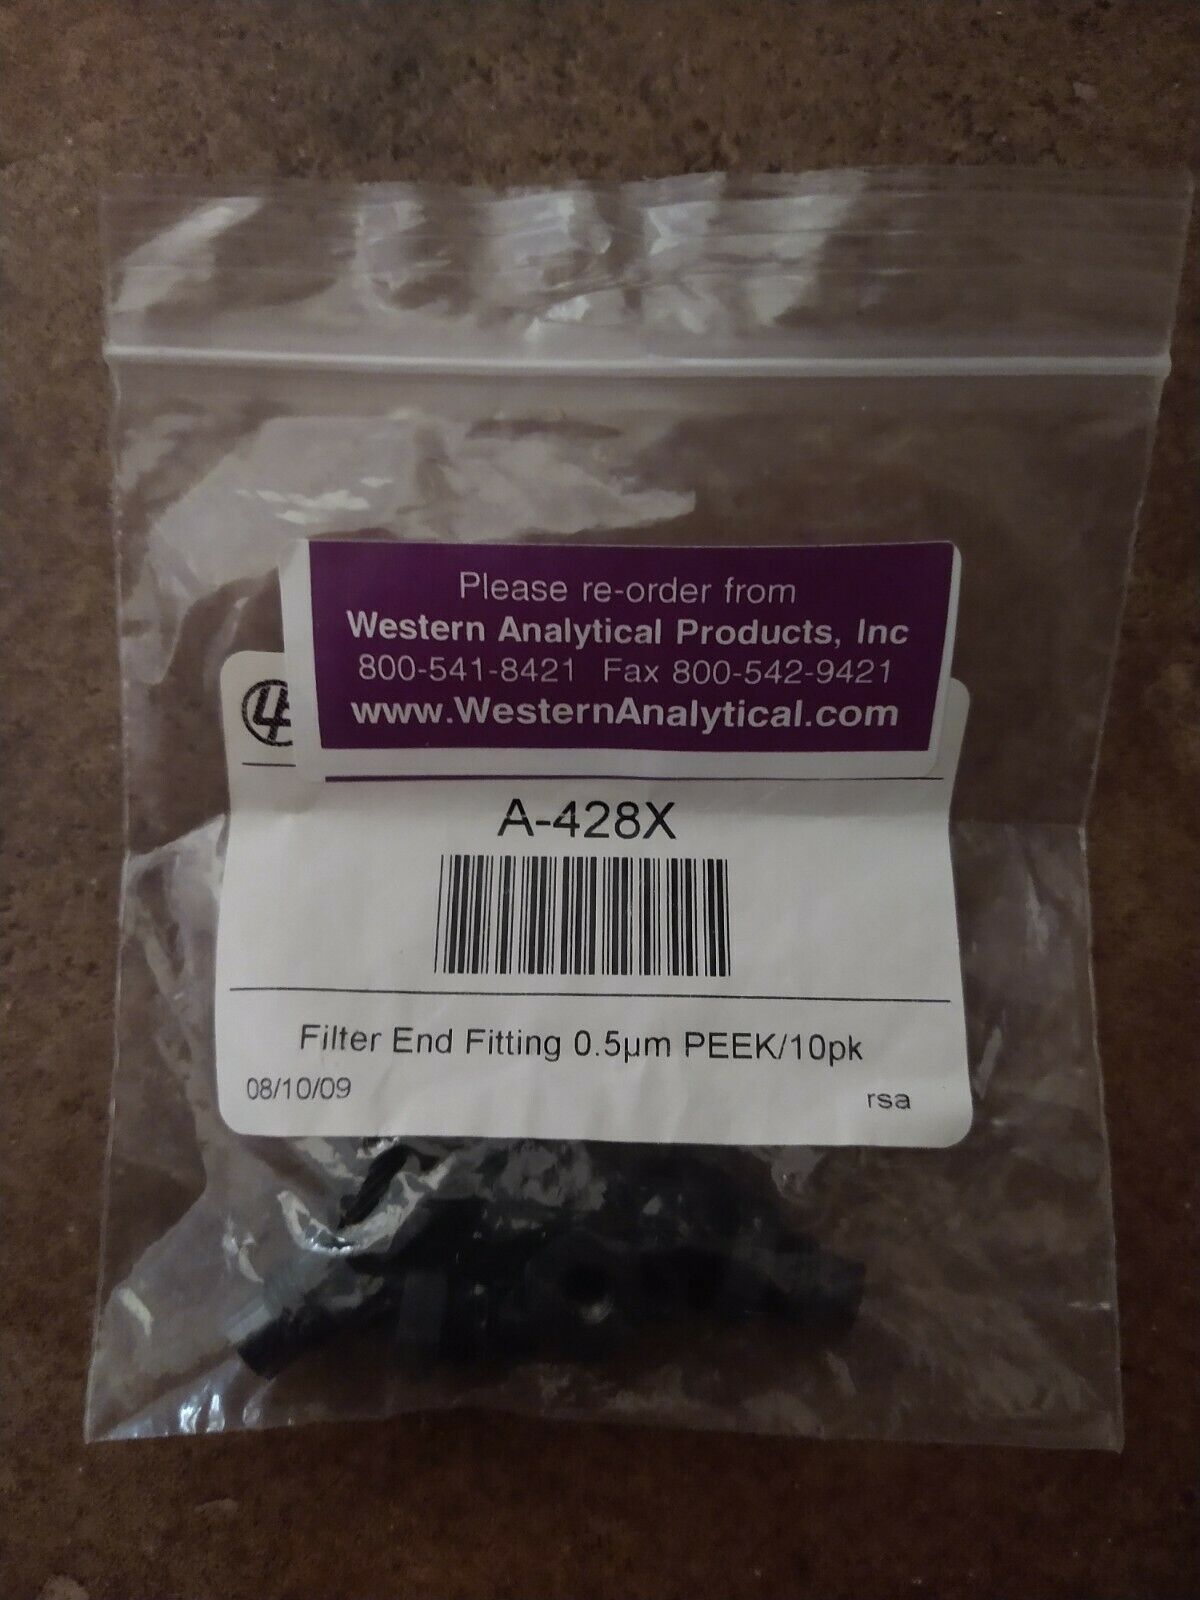 Please re-order from
Western Analytical Products, Inc
800-541-8421 Fax 800-542-9421
www.WesternAnalytical.com
A-428X
Filter End Fitting 0.5µm PEEK/10pk
08/10/09 rsa